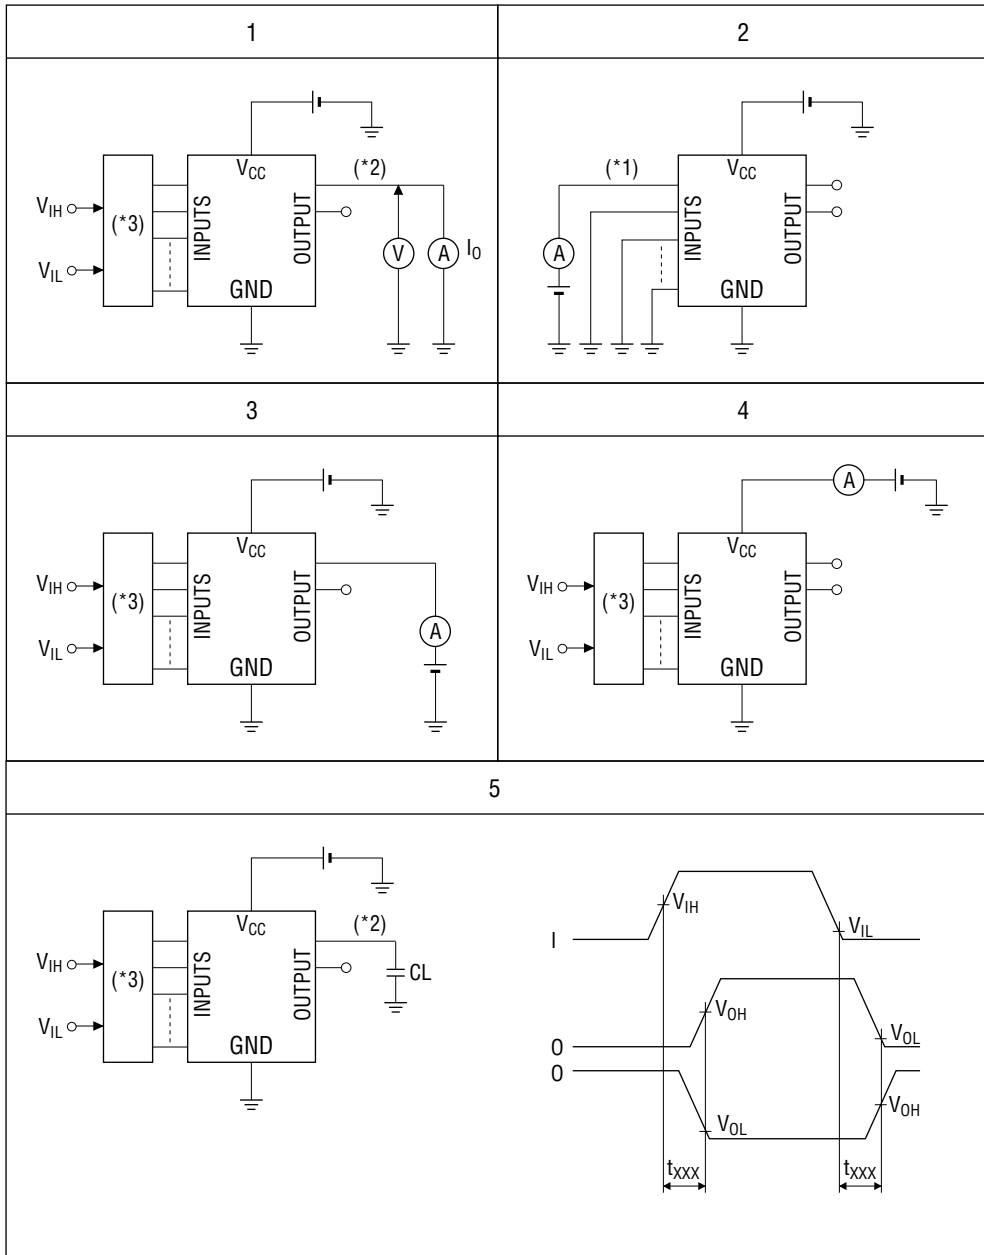 1
2
V_CC
V_IH
V_IL
(*3)
INPUTS
OUTPUT
GND
(*2)
V
A
I_O
V_CC
(*1)
A
INPUTS
OUTPUT
GND
3
4
V_CC
V_IH
V_IL
(*3)
INPUTS
OUTPUT
GND
A
A
V_CC
V_IH
V_IL
(*3)
INPUTS
OUTPUT
GND
5
V_CC
V_IH
V_IL
(*3)
INPUTS
OUTPUT
GND
(*2)
CL
I
V_IH
V_IL
O
V_OH
V_OL
O
V_OL
V_OH
t_XXX
t_XXX